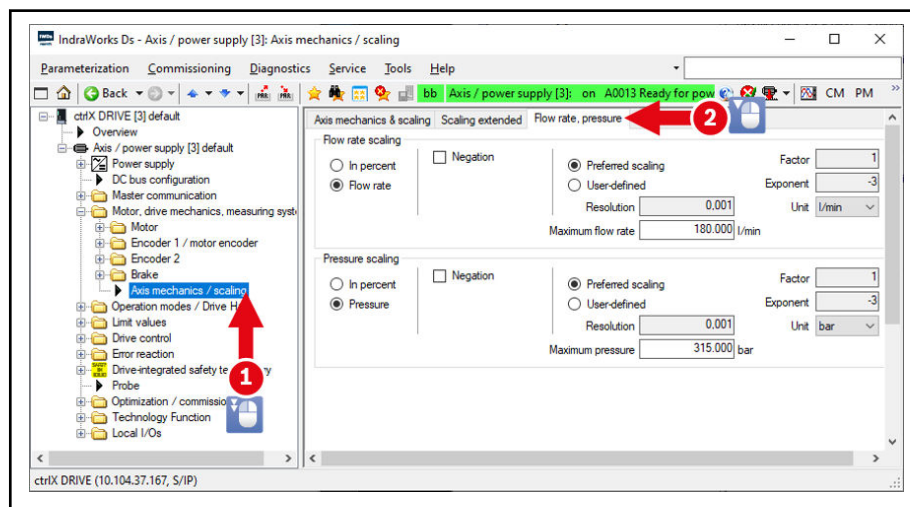 IndraWorks Ds - Axis / power supply [3]: Axis mechanics / scaling
Parameterization Commissioning Diagnostics Service Tools Help
Back bb Axis / power supply [3]: on A0013 Ready for pow CM PM
ctrlX DRIVE [3] default
Overview
Axis / power supply [3] default
Power supply
DC bus configuration
Master communication
Motor, drive mechanics, measuring syst
Motor
Encoder 1 / motor encoder
Encoder 2
Brake
Axis mechanics / scaling
Operation modes / Drive H
Limit values
Drive control
Error reaction
Drive-integrated safety te y
Probe
Optimization / commissio
Technology Function
Local I/Os
1
Axis mechanics & scaling Scaling extended Flow rate, pressure
2
Flow rate scaling
In percent Negation Preferred scaling Factor 1
Flow rate User-defined Exponent -3
Resolution 0,001 Unit l/min
Maximum flow rate 180.000 l/min
Pressure scaling
In percent Negation Preferred scaling Factor 1
Pressure User-defined Exponent -3
Resolution 0,001 Unit bar
Maximum pressure 315.000 bar
ctrlX DRIVE (10.104.37.167, S/IP)